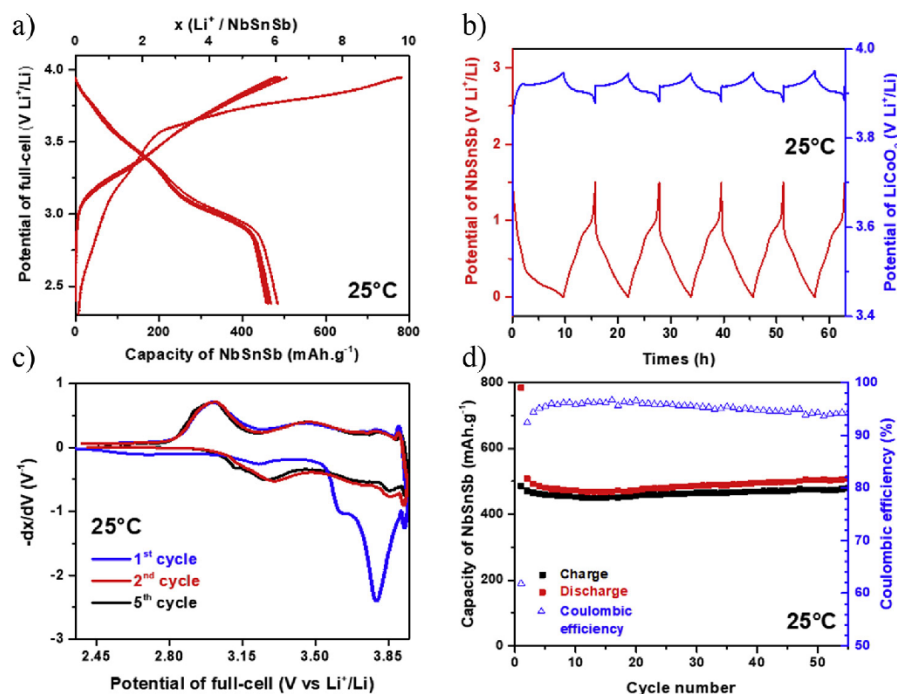 a)
x (Li⁺ / NbSnSb)
0 2 4 6 8 10
Potential of full-cell (V Li⁺/Li)
4.0
3.5
3.0
2.5
25°C
0 200 400 600 800
Capacity of NbSnSb (mAh.g⁻¹)
b)
Potential of NbSnSb (V Li⁺/Li)
3
2
1
0
25°C
4.0
3.9
3.8
3.6
3.5
3.4
Potential of LiCoO₂ (V Li⁺/Li)
0 10 20 30 40 50 60
Times (h)
c)
-dx/dV (V⁻¹)
1
0
-1
-2
-3
25°C
1st cycle
2nd cycle
5th cycle
2.45 2.80 3.15 3.50 3.85
Potential of full-cell (V vs Li⁺/Li)
d)
Capacity of NbSnSb (mAh.g⁻¹)
800
600
400
200
0
Charge
Discharge
Coulombic
efficiency
25°C
100
90
80
70
60
50
Coulombic efficiency (%)
0 10 20 30 40 50
Cycle number